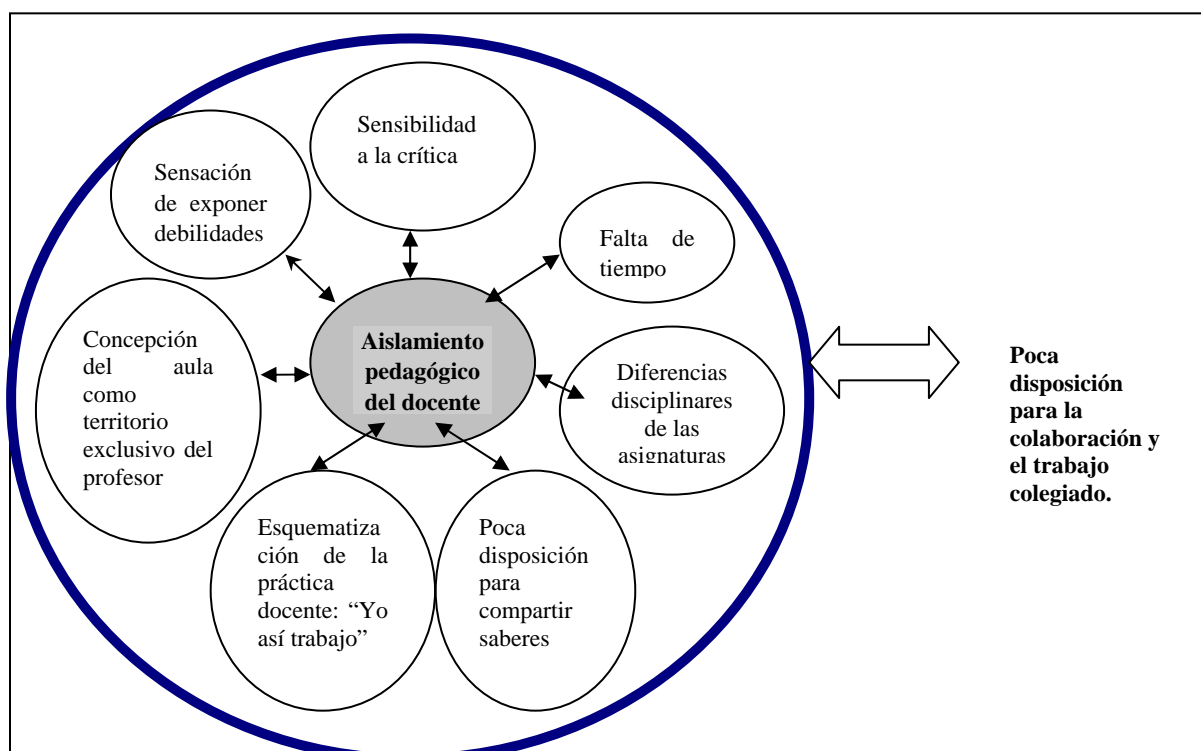 Sensibilidad
a la crítica
Sensación
de exponer
debilidades
Falta de
tiempo
Concepción
del aula
como
territorio
exclusivo del
profesor
Aislamiento
pedagógico
del docente
Diferencias
disciplinares
de las
asignaturas
Esquematiza
ción de la
práctica
docente: “Yo
así trabajo”
Poca
disposición
para
compartir
saberes
Poca
disposición
para la
colaboración y
el trabajo
colegiado.